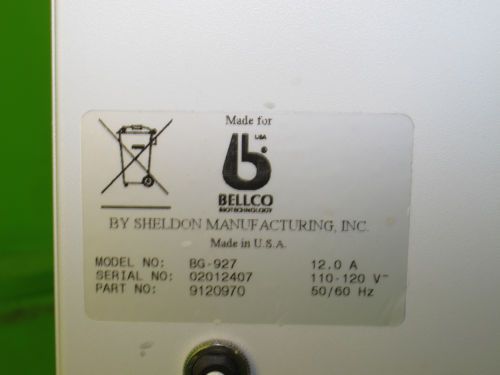 Made for
USA
b
BELLCO
BIOTECHNOLOGY
BY SHELDON MANUFACTURING, INC.
Made in U.S.A.
MODEL NO: BG-927 12.0 A
SERIAL NO: 02012407 110-120 V~
PART NO: 9120970 50/60 Hz